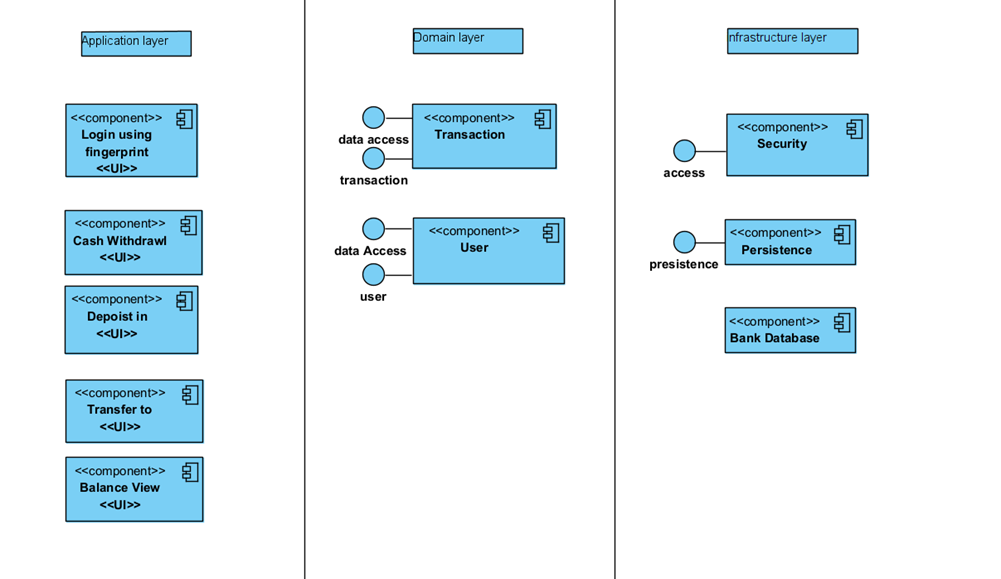 Application layer
Domain layer
nfrastructure layer
<<component>>
Login using
fingerprint
<<UI>>
<<component>>
Cash Withdrawl
<<UI>>
<<component>>
Depoist in
<<UI>>
<<component>>
Transfer to
<<UI>>
<<component>>
Balance View
<<UI>>
data access
transaction
<<component>>
Transaction
data Access
user
<<component>>
User
access
<<component>>
Security
presistence
<<component>>
Persistence
<<component>>
Bank Database